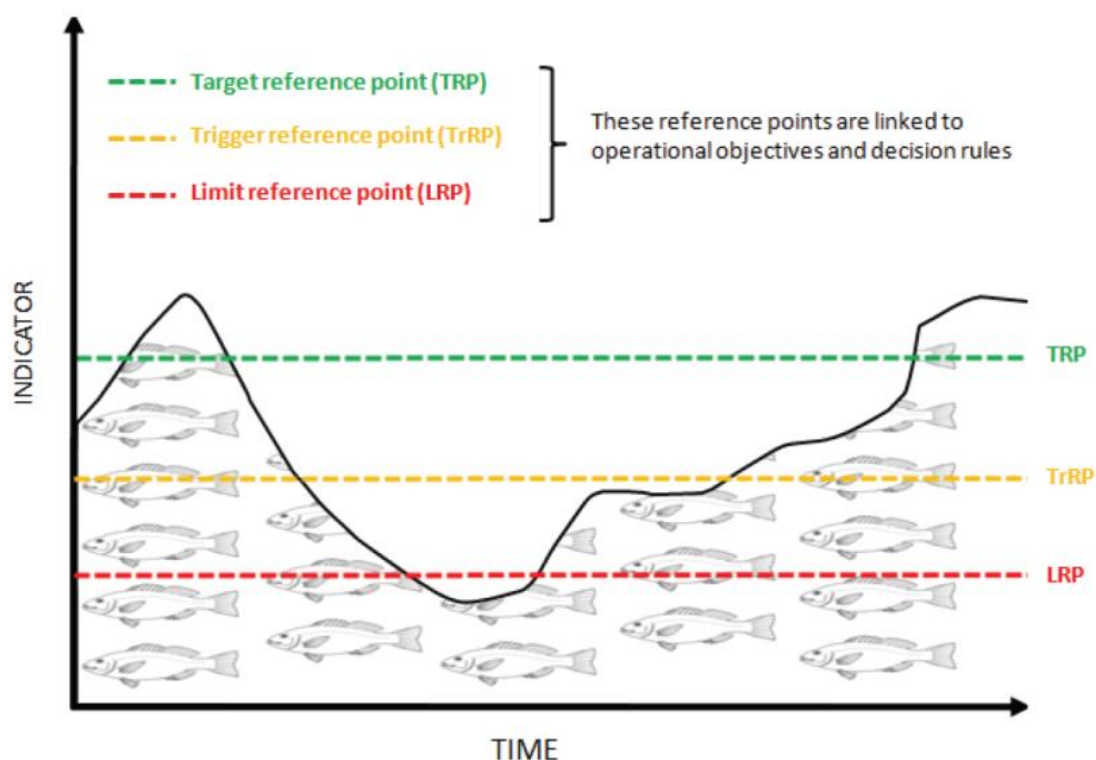 Target reference point (TRP)
Trigger reference point (TrRP)
Limit reference point (LRP)
These reference points are linked to
operational objectives and decision rules
INDICATOR
TRP
TrRP
LRP
TIME